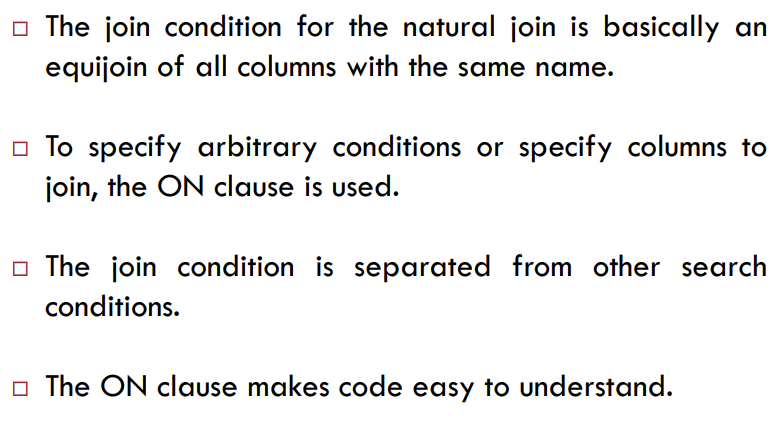 □ The join condition for the natural join is basically an
equijoin of all columns with the same name.
□ To specify arbitrary conditions or specify columns to
join, the ON clause is used.
□ The join condition is separated from other search
conditions.
□ The ON clause makes code easy to understand.